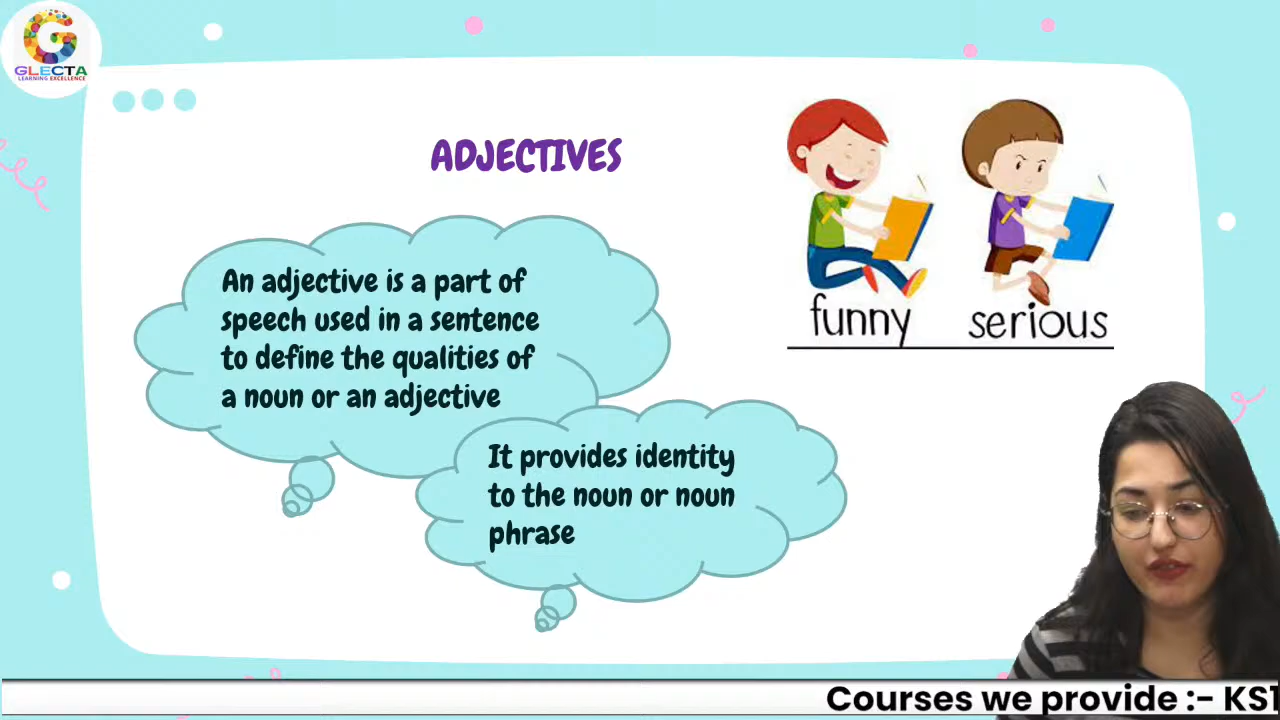 GLECTA
LEARNING EXCELLENCE
ADJECTIVES
funny serious
An adjective is a part of
speech used in a sentence
to define the qualities of
a noun or an adjective
It provides identity
to the noun or noun
phrase
Courses we provide :- KS1